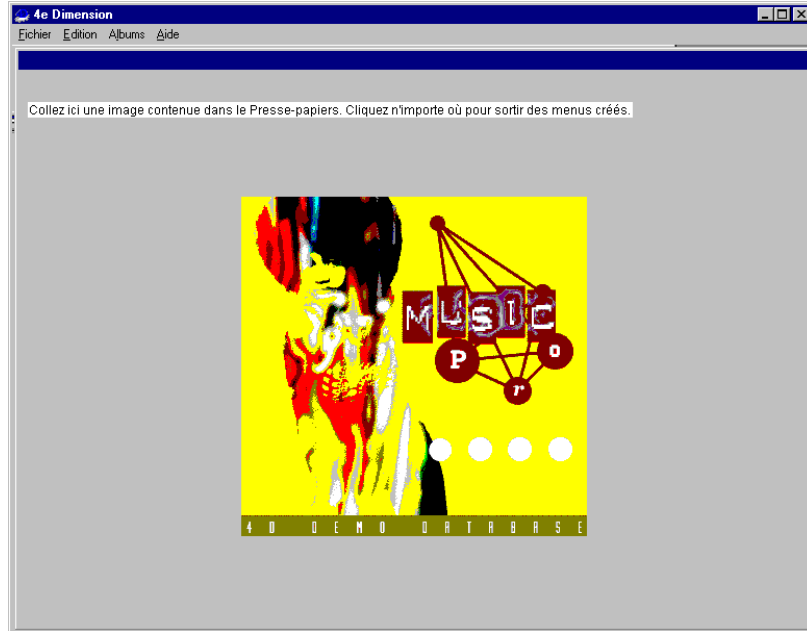 4e Dimension
Fichier Edition Albums Aide
Collez ici une image contenue dans le Presse-papiers. Cliquez n'importe où pour sortir des menus créés.
MUSIC
Pro
4D DEMO DATABASE